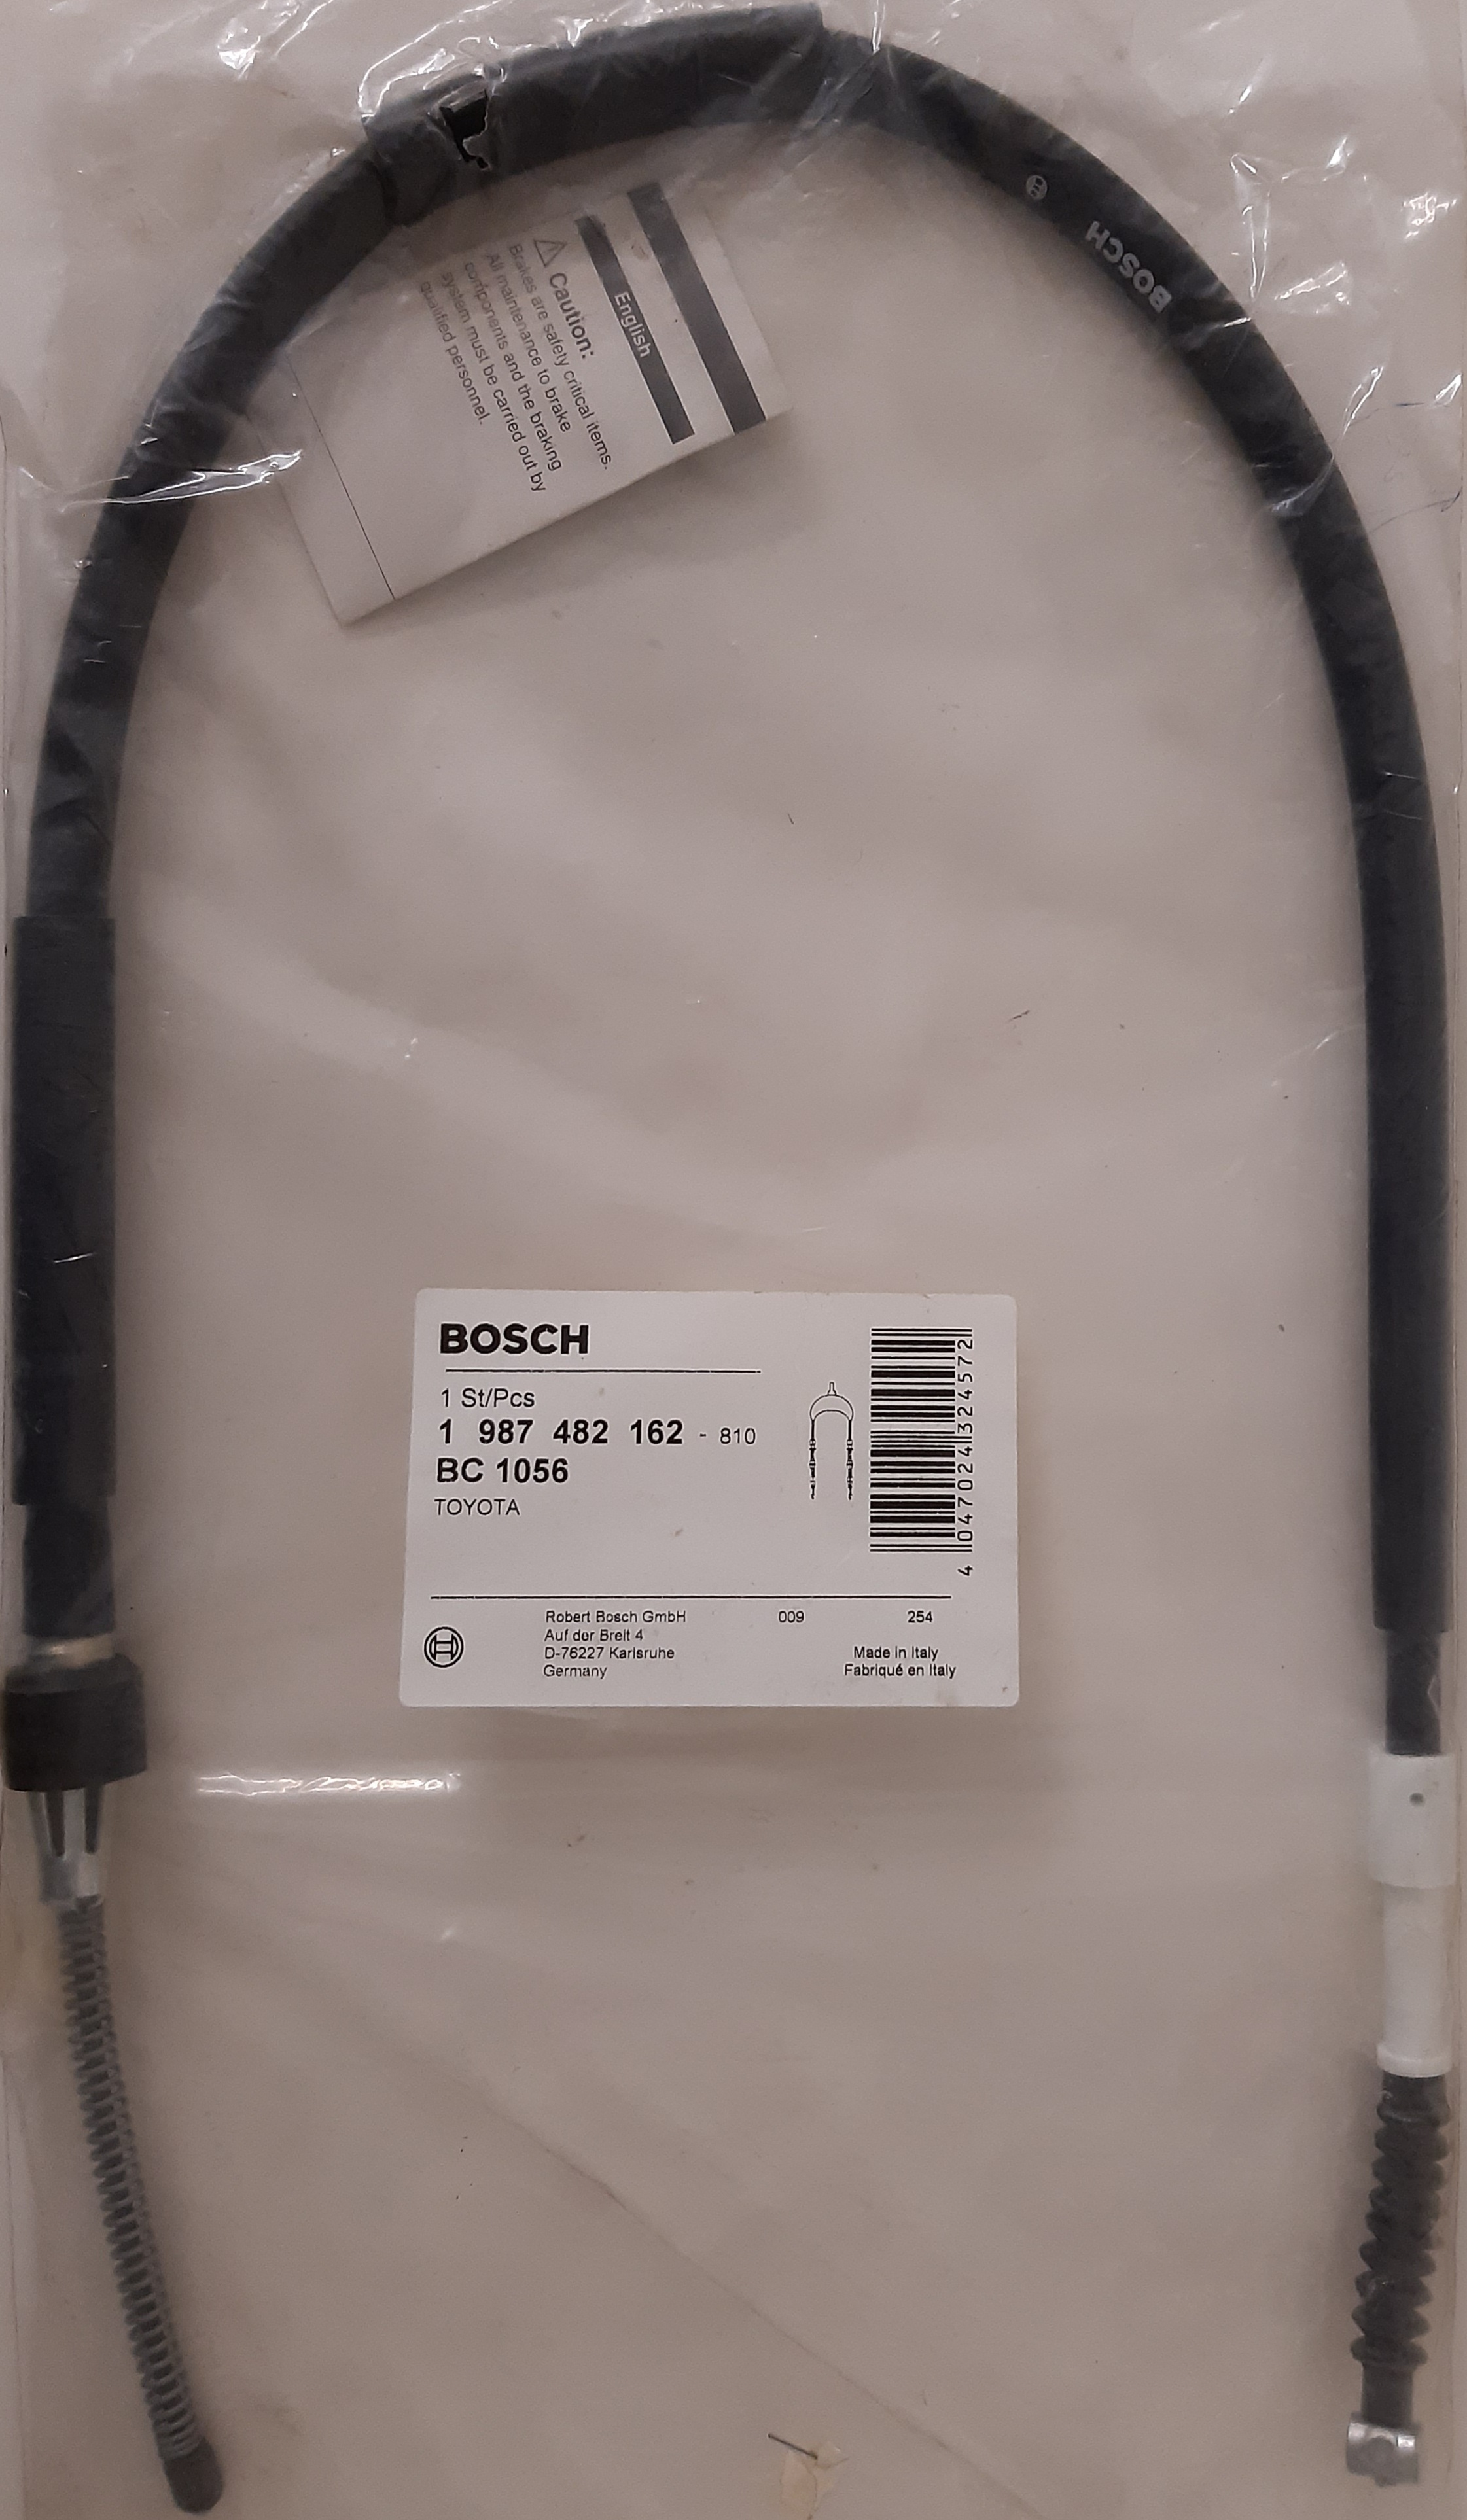 BOSCH
English
Caution:
Brakes are safety critical items.
All maintenance to brake
components and the braking
system must be carried out by
qualified personnel.
BOSCH
1 St/Pcs
1 987 482 162 - 810
BC 1056
TOYOTA
4 047024 324572
Robert Bosch GmbH 009 254
Auf der Breit 4
D-76227 Karlsruhe Made in Italy
Germany Fabriqué en Italy